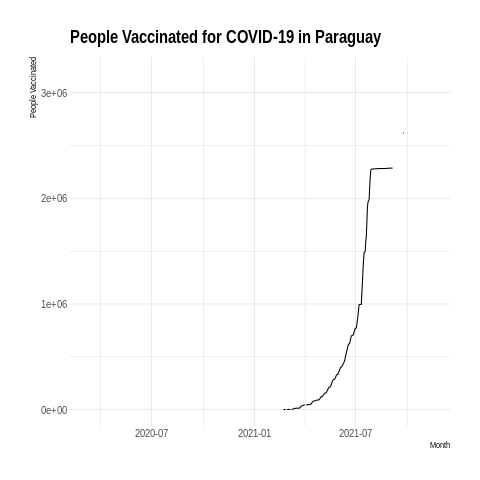 People Vaccinated for COVID-19 in Paraguay
People Vaccinated
3e+06
2e+06
1e+06
0e+00
2020-07 2021-01 2021-07
Month